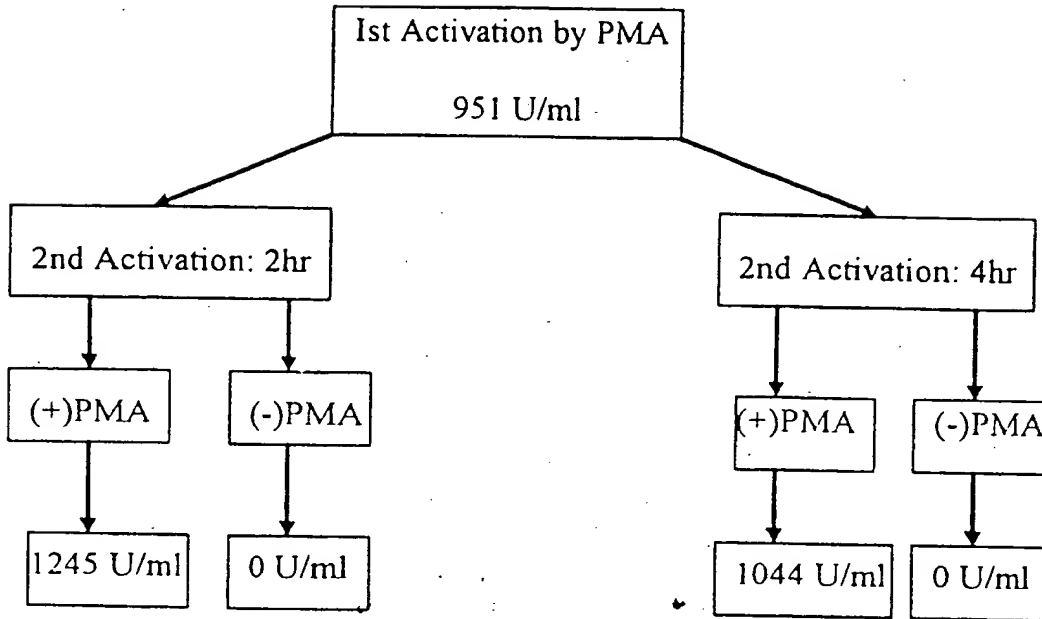 Ist Activation by PMA
951 U/ml
2nd Activation: 2hr
2nd Activation: 4hr
(+)PMA
(-)PMA
(+)PMA
(-)PMA
1245 U/ml
0 U/ml
1044 U/ml
0 U/ml